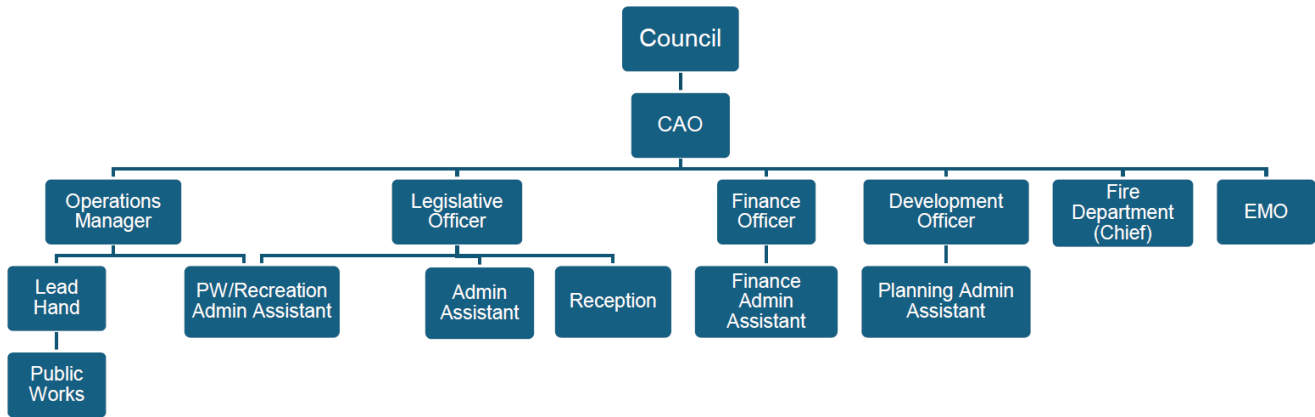 Council
CAO
Operations
Manager
Legislative
Officer
Finance
Officer
Development
Officer
Fire
Department
(Chief)
EMO
Lead
Hand
PW/Recreation
Admin Assistant
Admin
Assistant
Reception
Finance
Admin
Assistant
Planning Admin
Assistant
Public
Works